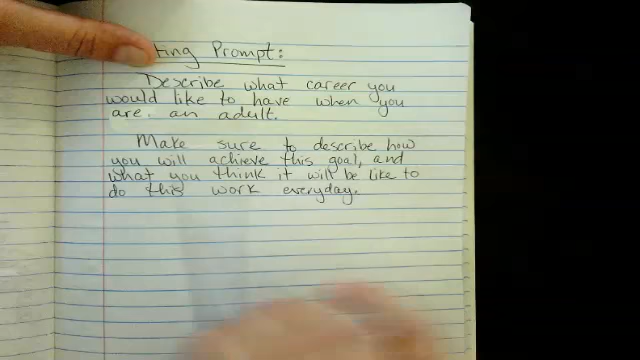 ting Prompt:
Describe what career you
would like to have when you
are. an adult.
Make sure to describe how
you will achieve this goal, and
what you think it will be like to
do this work everyday.